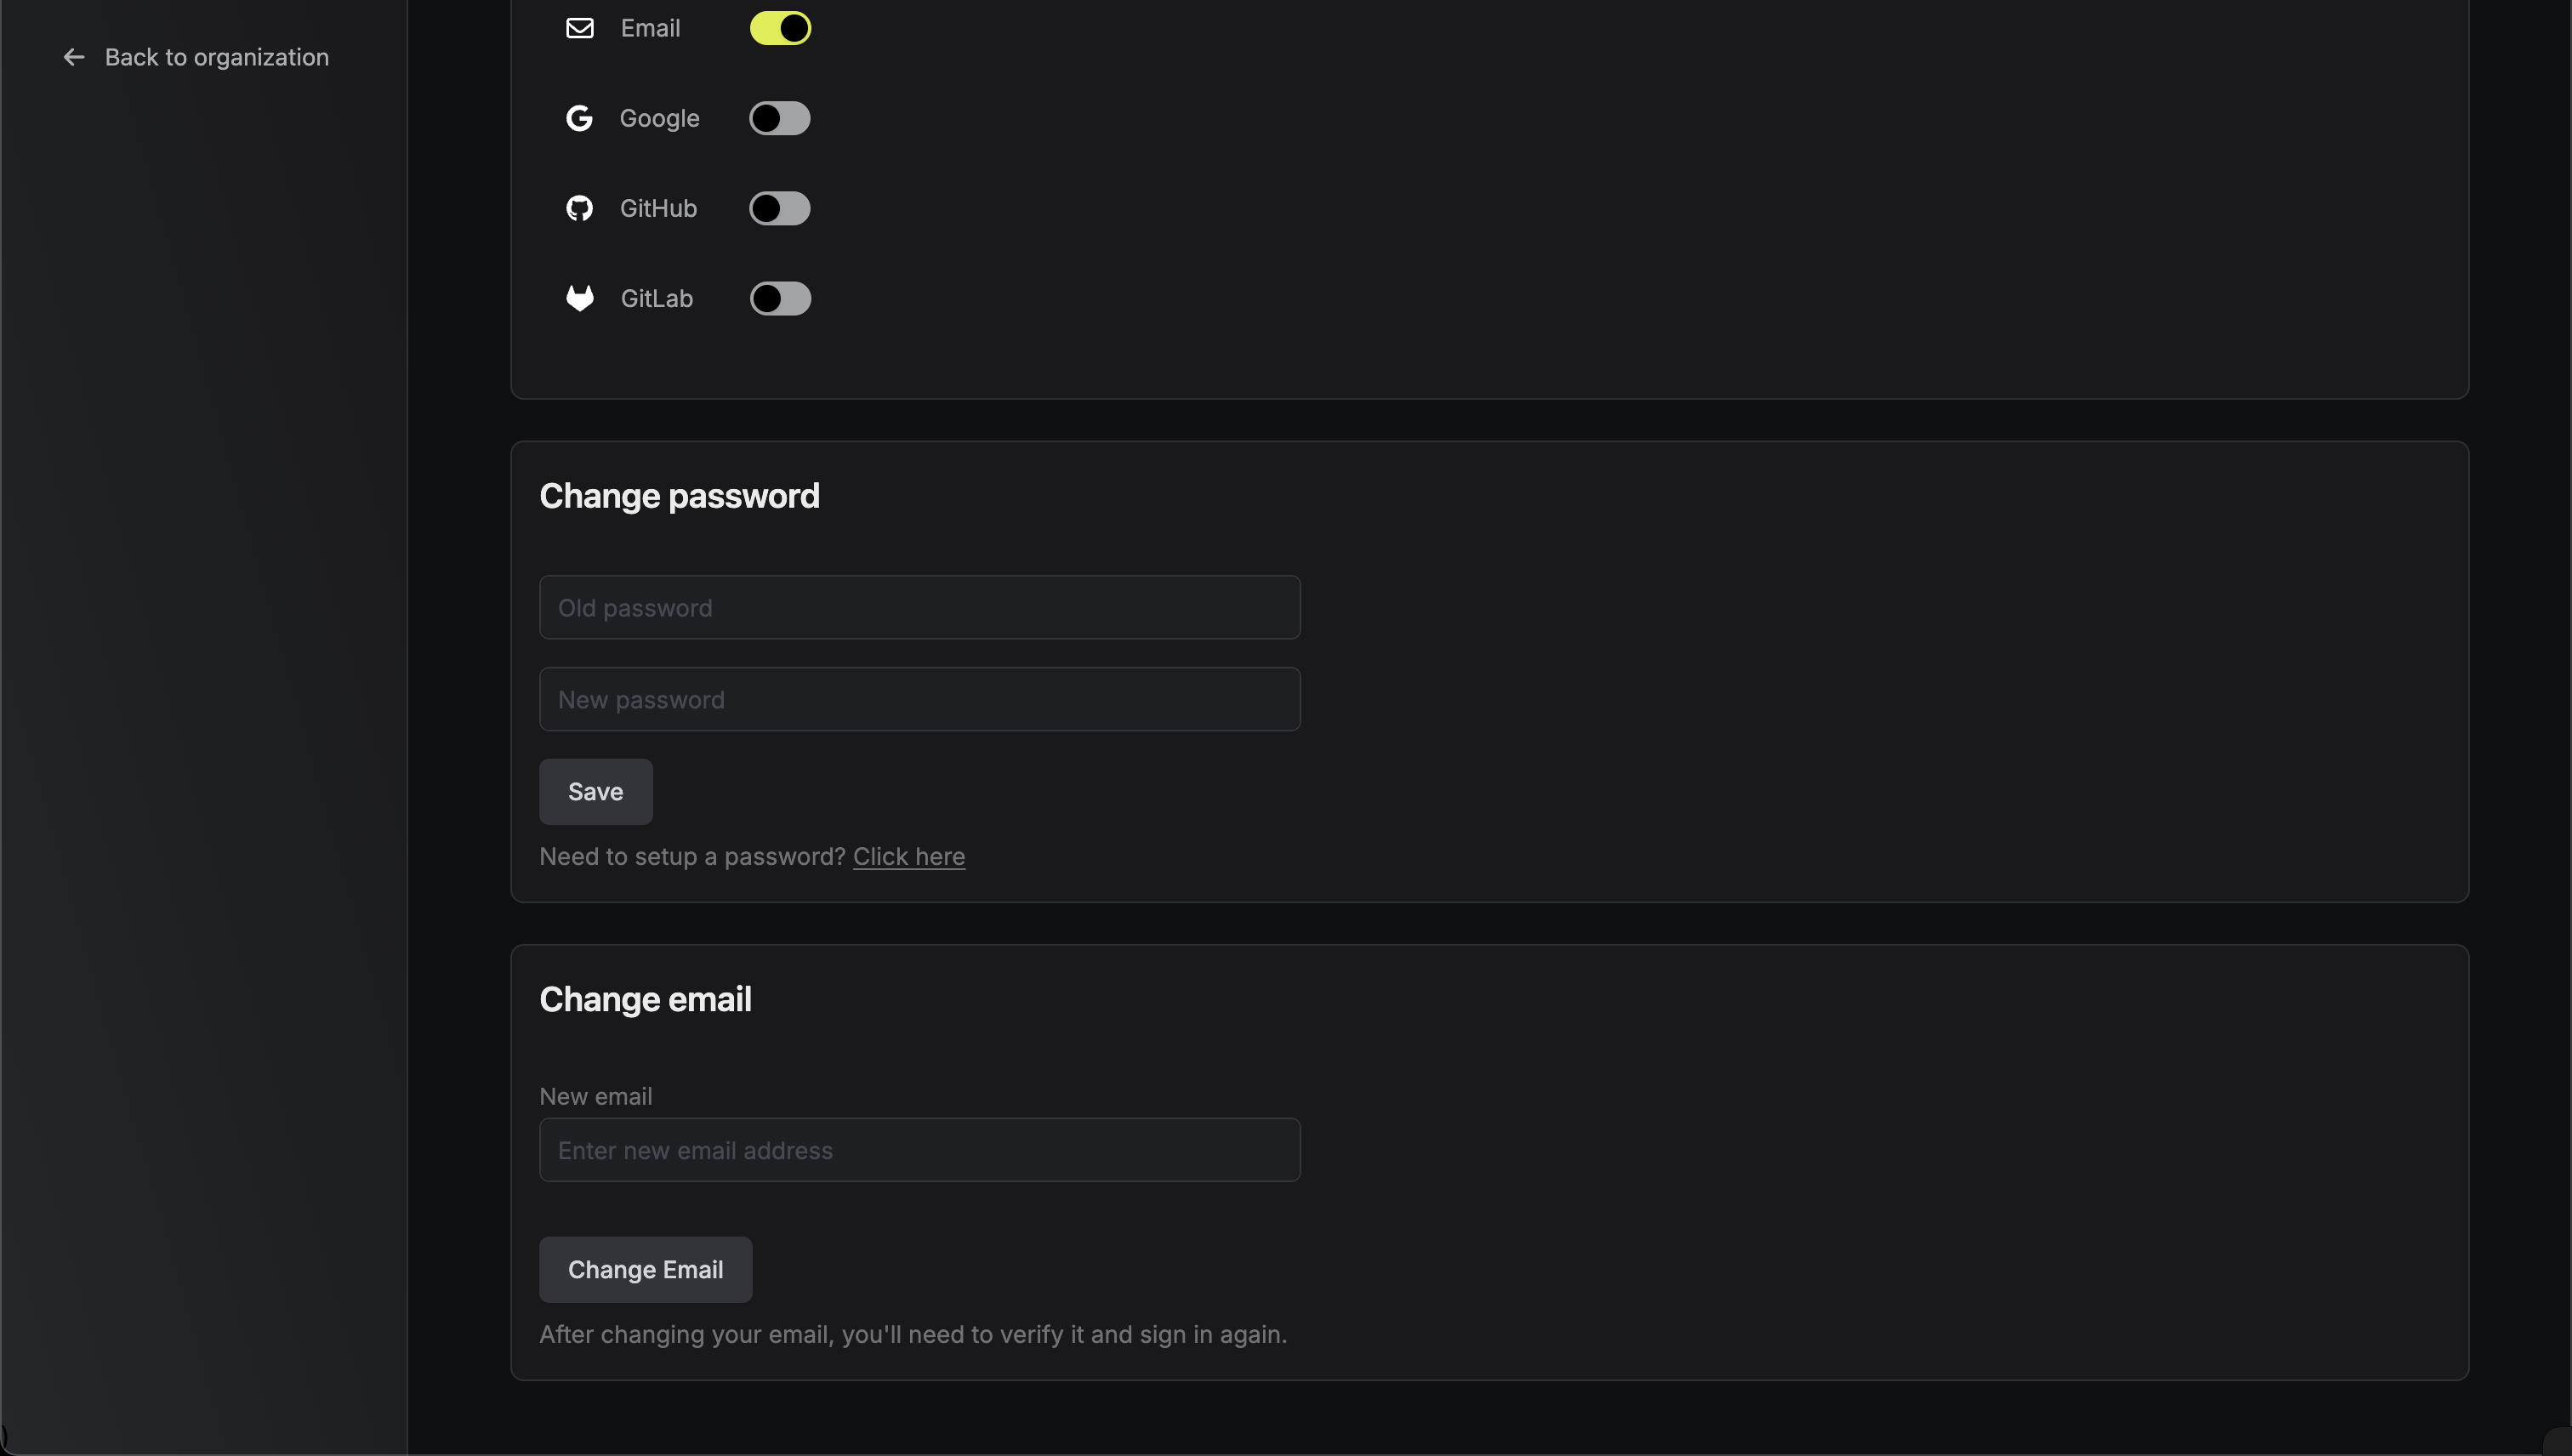 Back to organization
Email
Google
GitHub
GitLab
Change password
Old password
New password
Save
Need to setup a password? Click here
Change email
New email
Enter new email address
Change Email
After changing your email, you'll need to verify it and sign in again.